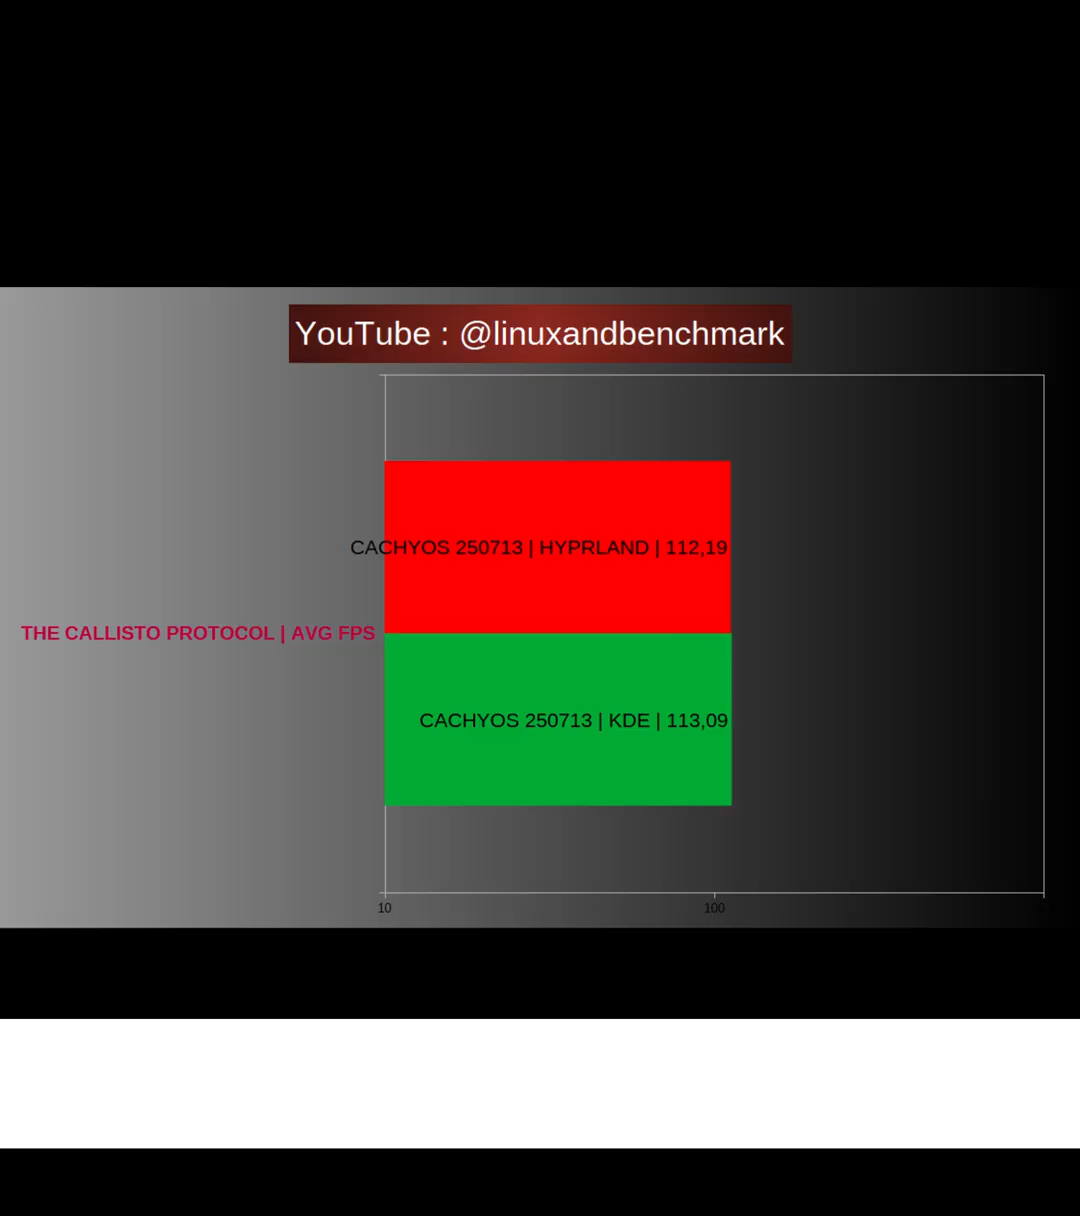 YouTube : @linuxandbenchmark
CACHYOS 250713 | HYPRLAND | 112,19
THE CALLISTO PROTOCOL | AVG FPS
CACHYOS 250713 | KDE | 113,09
10
100